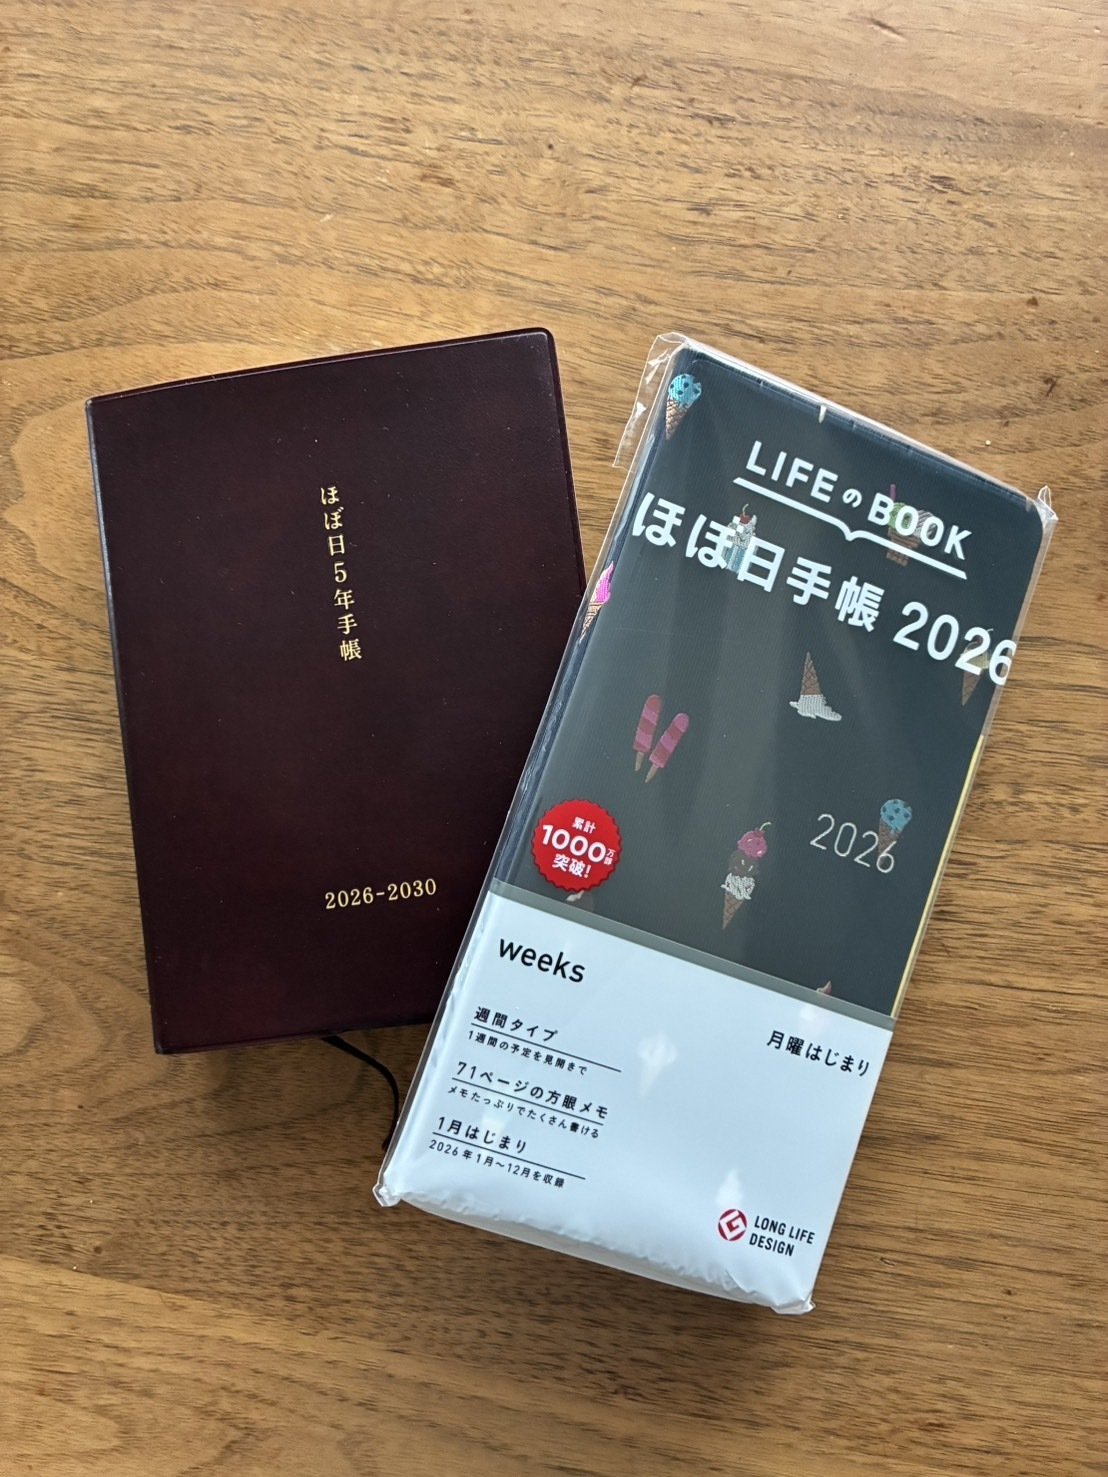 ほぼ日5年手帳
2026-2030
LIFEのBOOK
ほぼ日手帳 2026
2026
累計
1000万部
突破!
weeks
月曜はじまり
週間タイプ
1週間の予定を見開きで
71ページの方眼メモ
メモたっぷりでたくさん書ける
1月はじまり
2026年1月〜12月を収録
LONG LIFE
DESIGN